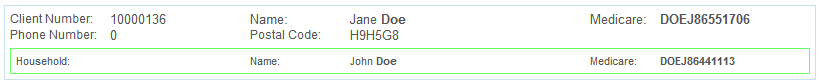 Client Number: 10000136 Name: Jane Doe Medicare: DOEJ86551706
Phone Number: 0 Postal Code: H9H5G8
Household: Name: John Doe Medicare: DOEJ86441113